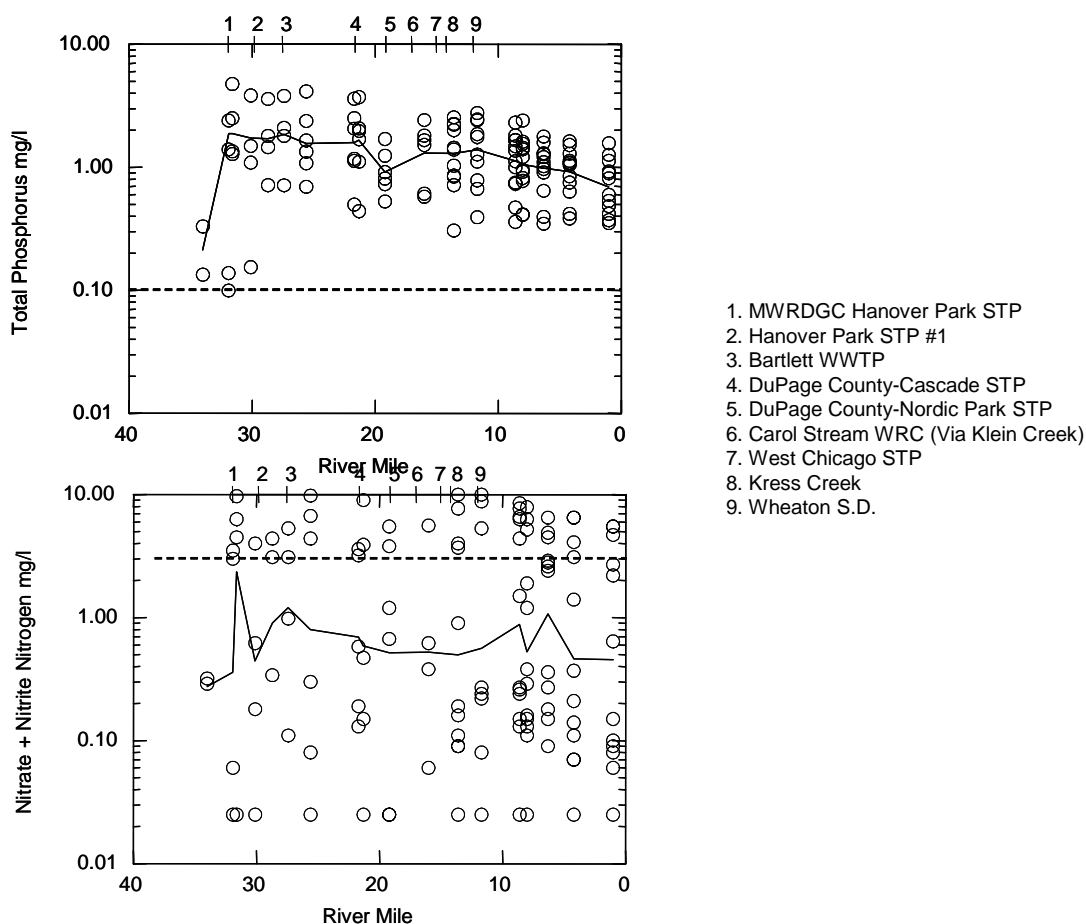 1 2 3 4 5 6 7 8 9
10.00
1.00
0.10
0.01
Total Phosphorus mg/l
40 30 20 10 0
River Mile
1 2 3 4 5 6 7 8 9
10.00
1.00
0.10
0.01
Nitrate + Nitrite Nitrogen mg/l
40 30 20 10 0
River Mile
1. MWRDGC Hanover Park STP
2. Hanover Park STP #1
3. Bartlett WWTP
4. DuPage County-Cascade STP
5. DuPage County-Nordic Park STP
6. Carol Stream WRC (Via Klein Creek)
7. West Chicago STP
8. Kress Creek
9. Wheaton S.D.